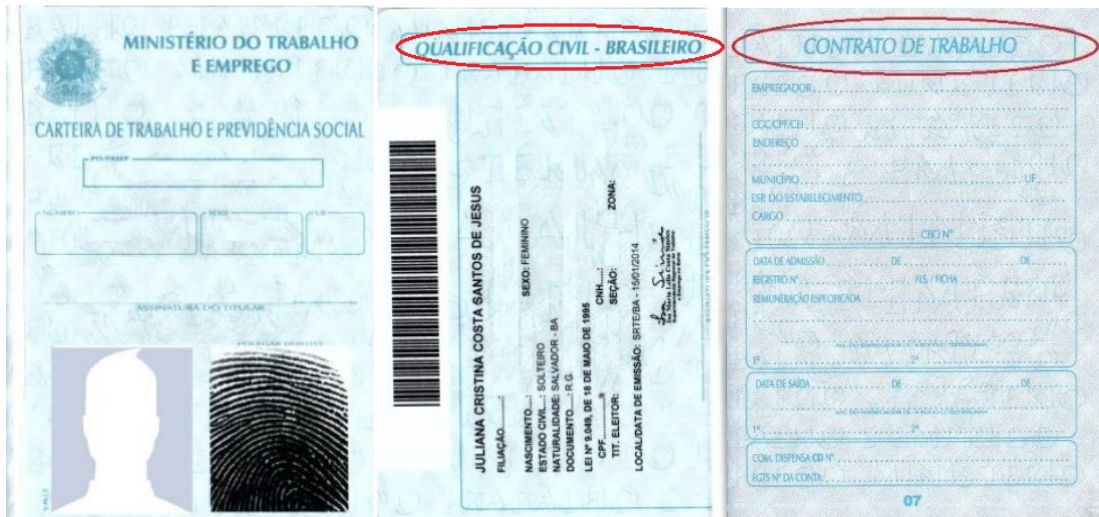 MINISTÉRIO DO TRABALHO
E EMPREGO
CARTEIRA DE TRABALHO E PREVIDÊNCIA SOCIAL
PIS/PASEP
NÚMERO
SÉRIE
UF
ASSINATURA DO TITULAR
POLEGAR DIREITO
QUALIFICAÇÃO CIVIL - BRASILEIRO
JULIANA CRISTINA COSTA SANTOS DE JESUS
FILIAÇÃO........:
NASCIMENTO....: SEXO: FEMININO
ESTADO CIVIL...: SOLTEIRO
NATURALIDADE: SALVADOR - BA
DOCUMENTO....: R.G.
LEI Nº 9.049, DE 18 DE MAIO DE 1995
CPF............: CNH.....:
TIT. ELEITOR: SEÇÃO: ZONA:
LOCAL/DATA DE EMISSÃO: SRTE/BA - 15/01/2014
CONTRATO DE TRABALHO
EMPREGADOR
CGC/CPF/CEI
ENDEREÇO
MUNICÍPIO UF
ESP. DO ESTABELECIMENTO
CARGO
CBO Nº
DATA DE ADMISSÃO DE DE
REGISTRO Nº FLS. / FICHA
REMUNERAÇÃO ESPECIFICADA
1ª 2ª
DATA DE SAÍDA DE DE
1ª 2ª
COM. DISPENSA CD Nº
FGTS Nº DA CONTA:
07